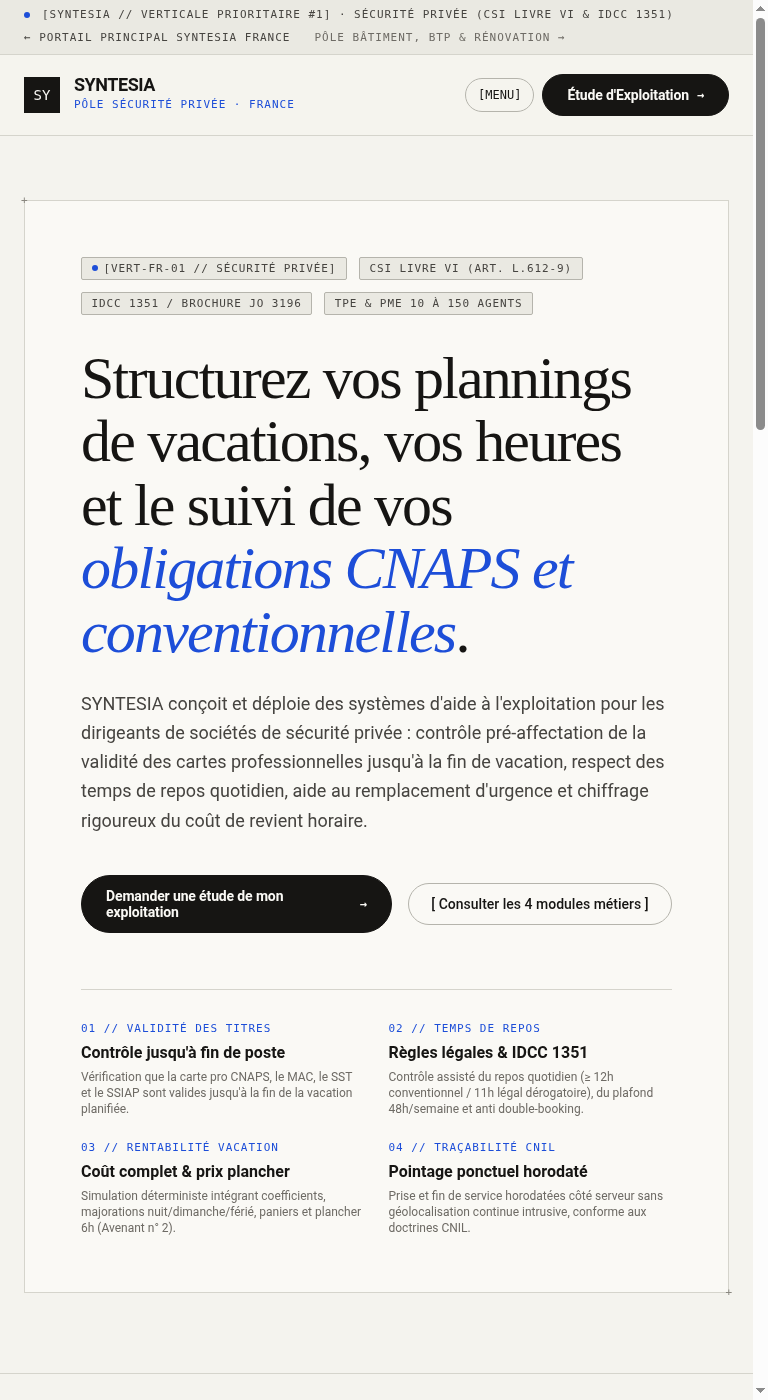 [SYNTESIA // VERTICALE PRIORITAIRE #1] · SÉCURITÉ PRIVÉE (CSI LIVRE VI & IDCC 1351)
← PORTAIL PRINCIPAL SYNTESIA FRANCE PÔLE BÂTIMENT, BTP & RÉNOVATION →
SY
SYNTESIA
PÔLE SÉCURITÉ PRIVÉE · FRANCE
[MENU]
Étude d'Exploitation →
+
[VERT-FR-01 // SÉCURITÉ PRIVÉE]
CSI LIVRE VI (ART. L.612-9)
IDCC 1351 / BROCHURE JO 3196
TPE & PME 10 À 150 AGENTS
Structurez vos plannings
de vacations, vos heures
et le suivi de vos
obligations CNAPS et
conventionnelles.
SYNTESIA conçoit et déploie des systèmes d'aide à l'exploitation pour les
dirigeants de sociétés de sécurité privée : contrôle pré-affectation de la
validité des cartes professionnelles jusqu'à la fin de vacation, respect des
temps de repos quotidien, aide au remplacement d'urgence et chiffrage
rigoureux du coût de revient horaire.
Demander une étude de mon
exploitation →
[ Consulter les 4 modules métiers ]
01 // VALIDITÉ DES TITRES
Contrôle jusqu'à fin de poste
Vérification que la carte pro CNAPS, le MAC, le SST
et le SSIAP sont valides jusqu'à la fin de la vacation
planifiée.
02 // TEMPS DE REPOS
Règles légales & IDCC 1351
Contrôle assisté du repos quotidien (≥ 12h
conventionnel / 11h légal dérogatoire), du plafond
48h/semaine et anti double-booking.
03 // RENTABILITÉ VACATION
Coût complet & prix plancher
Simulation déterministe intégrant coefficients,
majorations nuit/dimanche/férié, paniers et plancher
6h (Avenant n° 2).
04 // TRAÇABILITÉ CNIL
Pointage ponctuel horodaté
Prise et fin de service horodatées côté serveur sans
géolocalisation continue intrusive, conforme aux
doctrines CNIL.
+